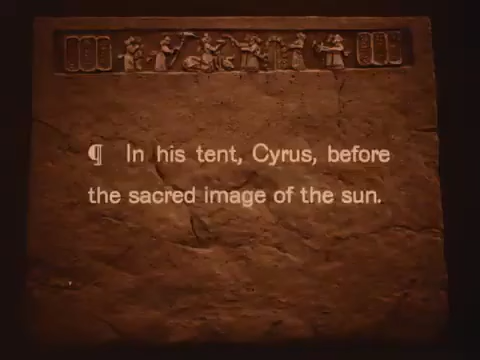 ¶ In his tent, Cyrus, before
the sacred image of the sun.